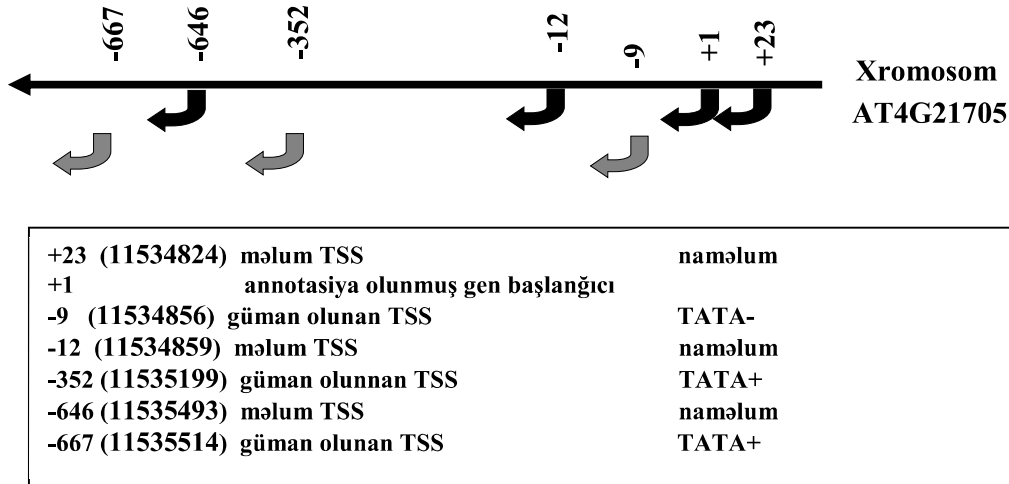 -667 -646 -352 -12 -9 +1 +23
Xromosom
AT4G21705
+23 (11534824) məlum TSS naməlum
+1 annotasiya olunmuş gen başlanğıcı
-9 (11534856) güman olunan TSS TATA-
-12 (11534859) məlum TSS naməlum
-352 (11535199) güman olunnan TSS TATA+
-646 (11535493) məlum TSS naməlum
-667 (11535514) güman olunan TSS TATA+